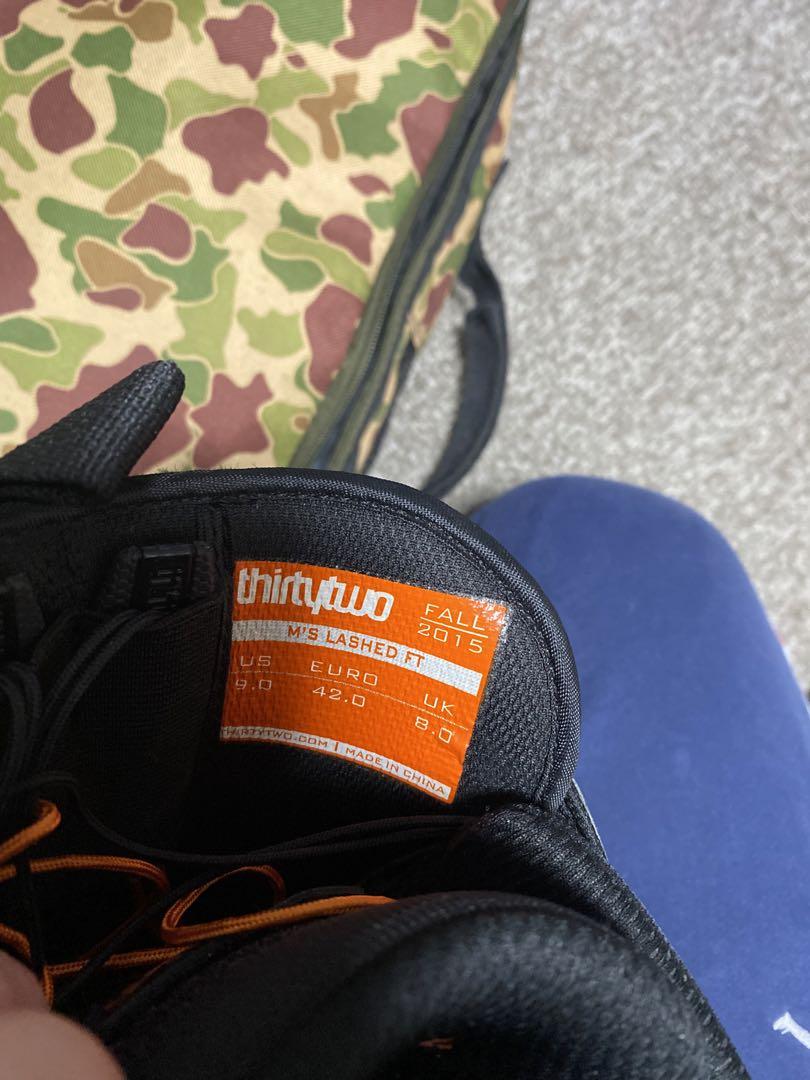 thirtytwo
FALL
2015
M'S LASHED FT
US EURO UK
9.0 42.0 8.0
THIRTYTWO.COM | MADE IN CHINA